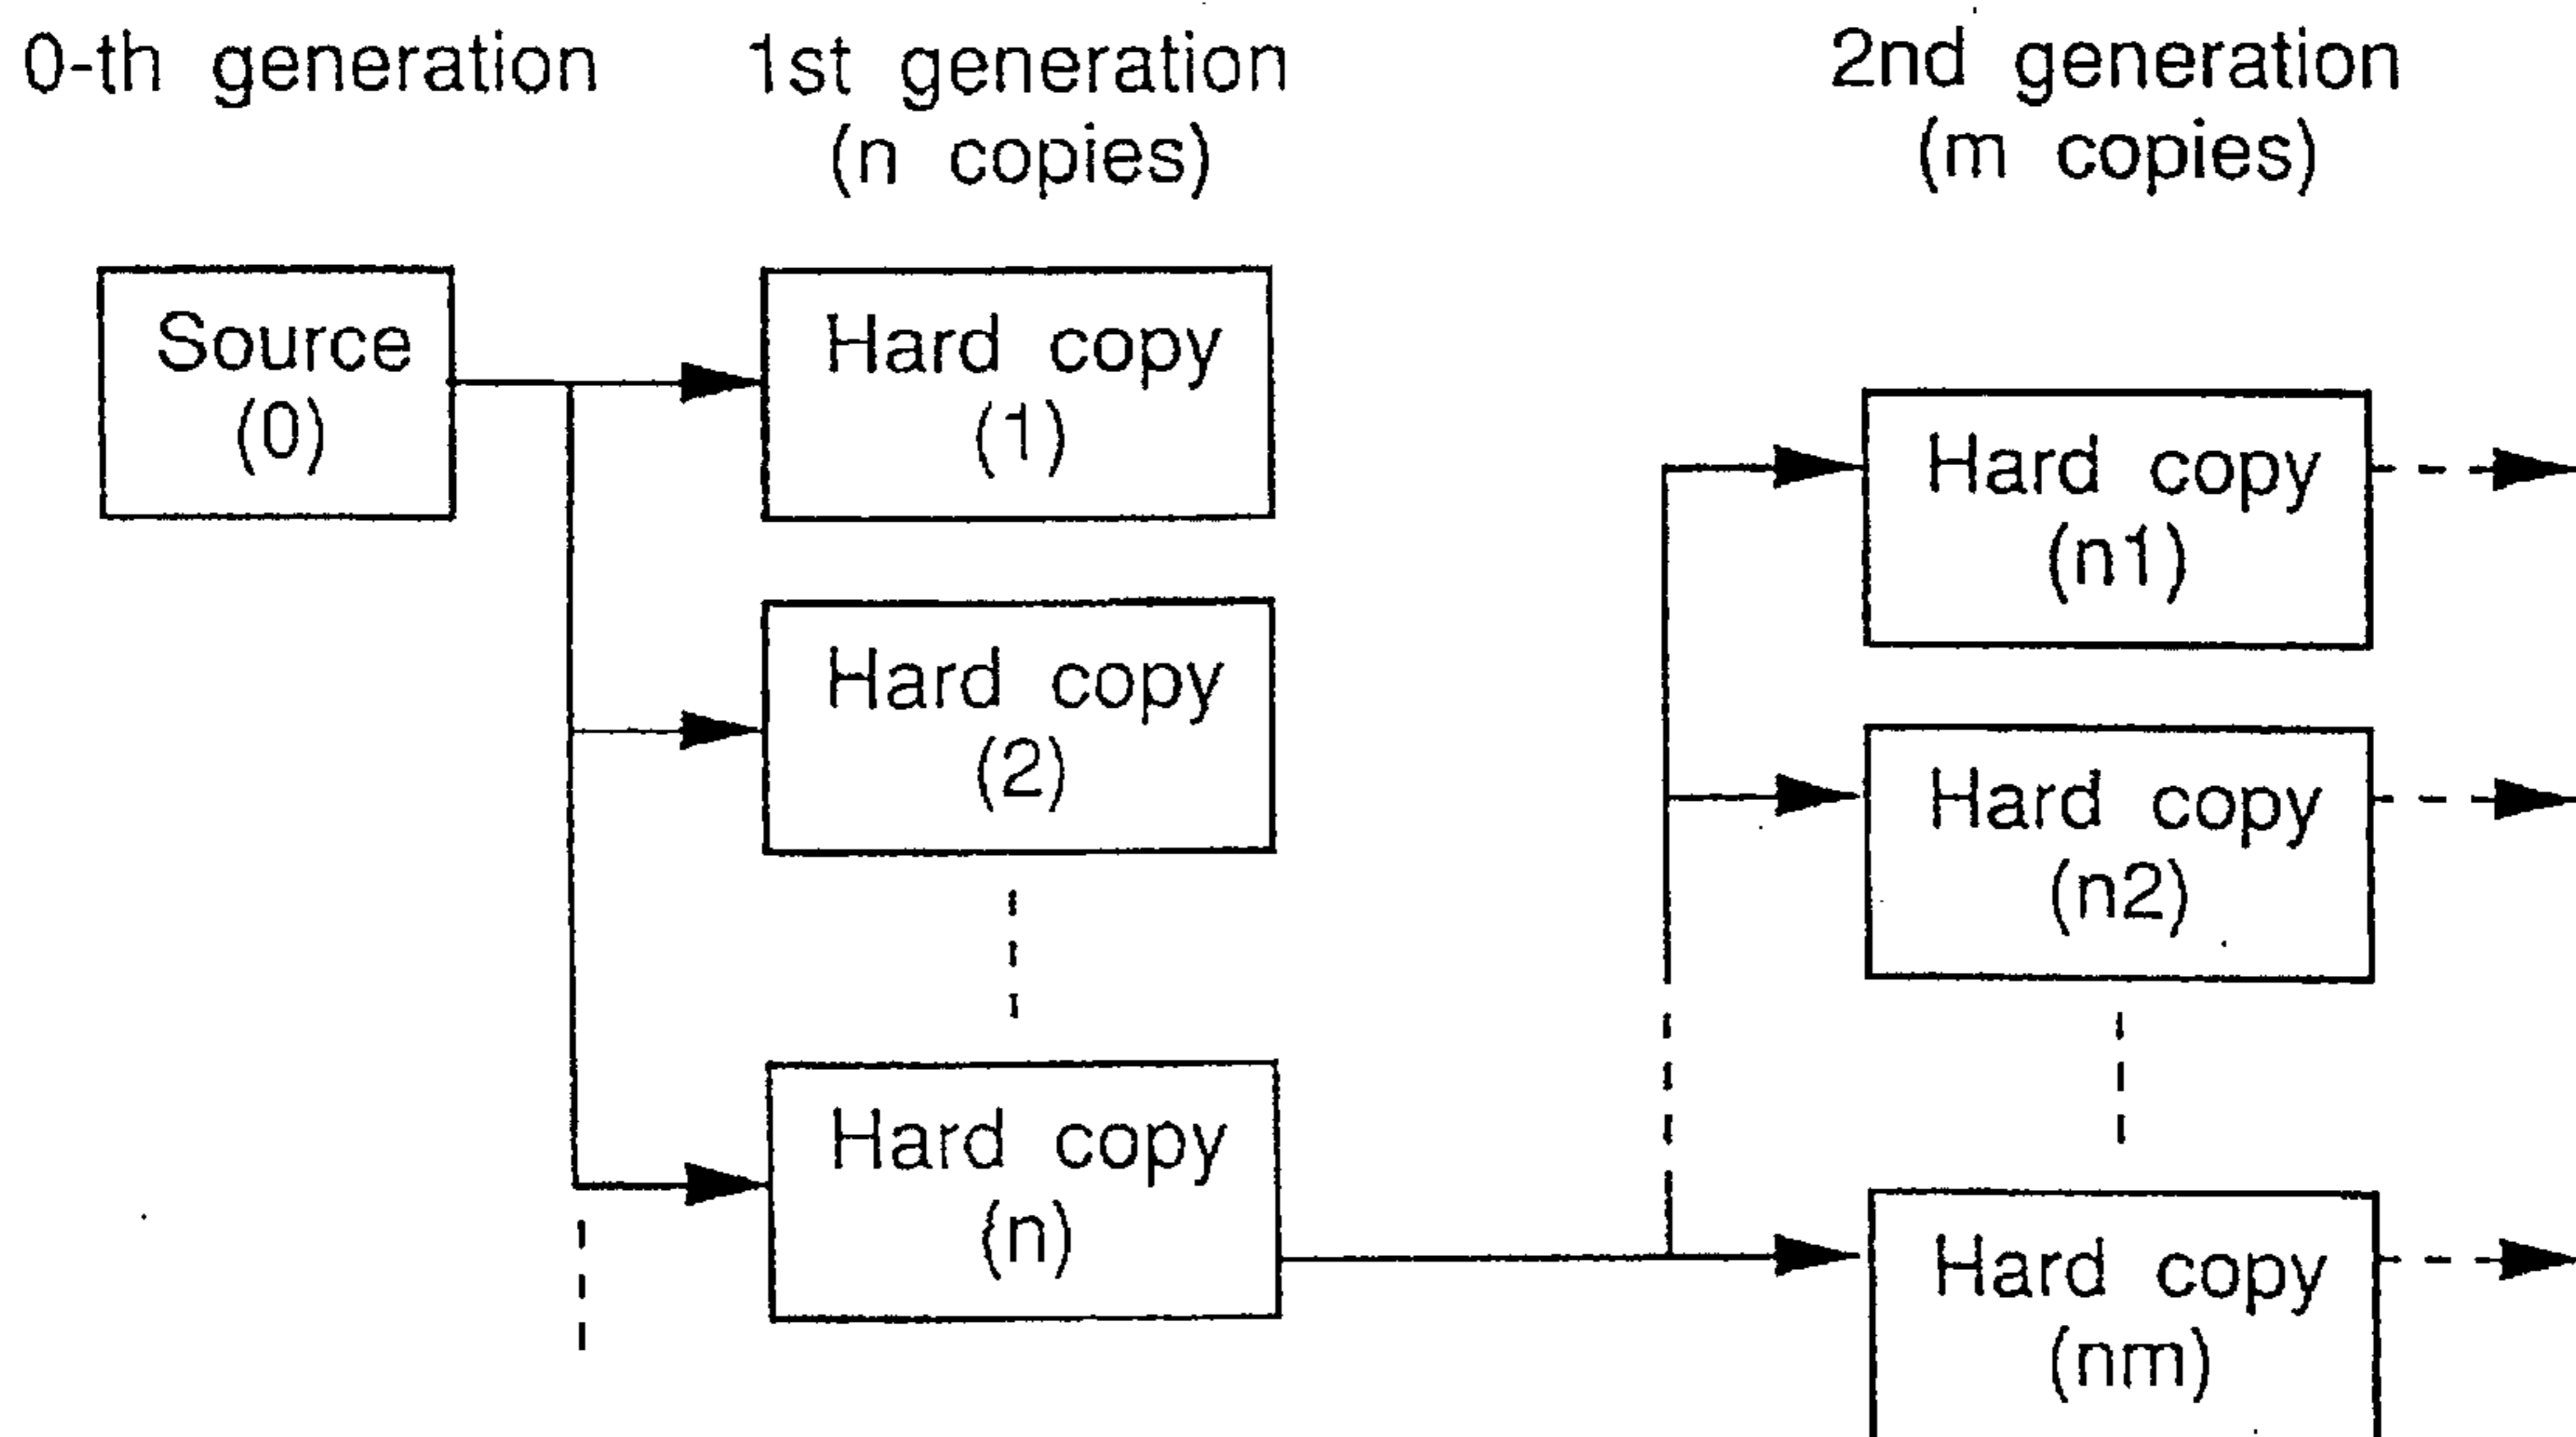 0-th generation
1st generation
(n copies)
2nd generation
(m copies)
Source
(0)
Hard copy
(1)
Hard copy
(2)
Hard copy
(n)
Hard copy
(n1)
Hard copy
(n2)
Hard copy
(nm)